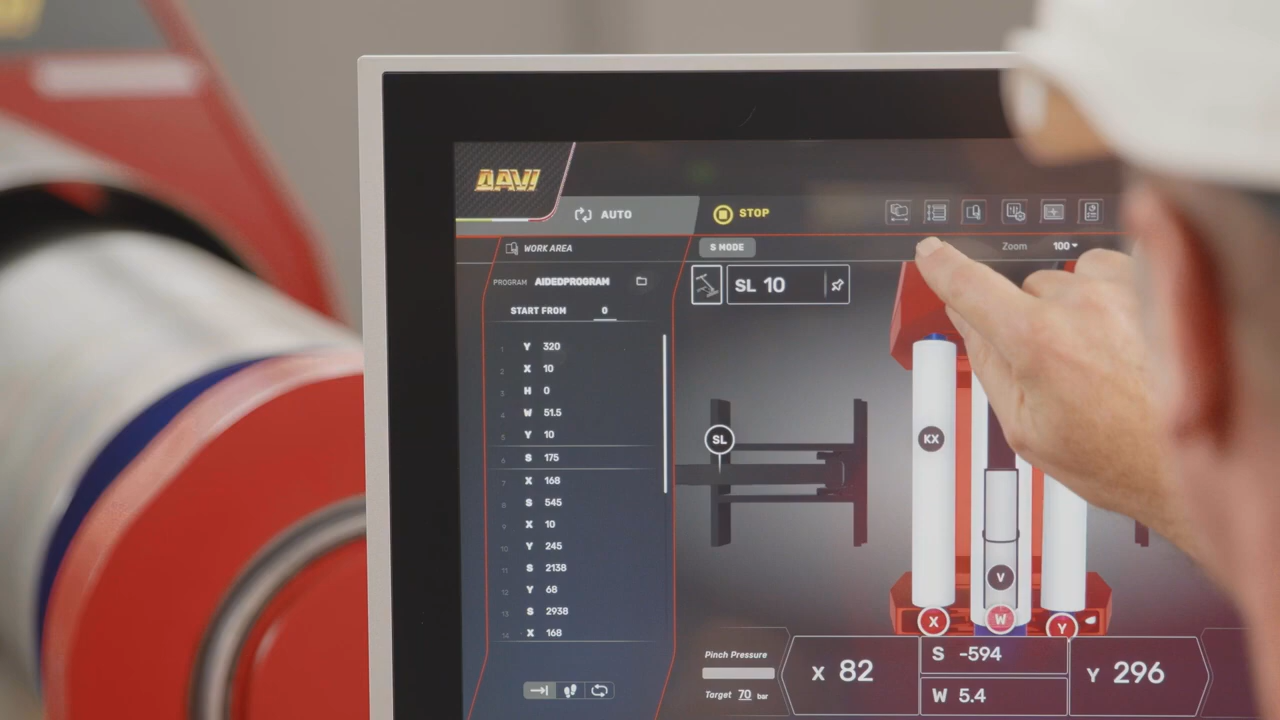 DAVI
AUTO
STOP
WORK AREA
S MODE
Zoom 100
PROGRAM AIDEDPROGRAM
SL 10
START FROM 0
1 Y 320
2 X 10
3 H 0
4 W 51.5
5 Y 10
6 S 175
7 X 168
8 S 545
9 X 10
10 Y 245
11 S 2138
12 Y 68
13 S 2938
14 X 168
SL
KX
V
X
W
Y
Pinch Pressure
Target 70 bar
X 82
S -594
W 5.4
Y 296